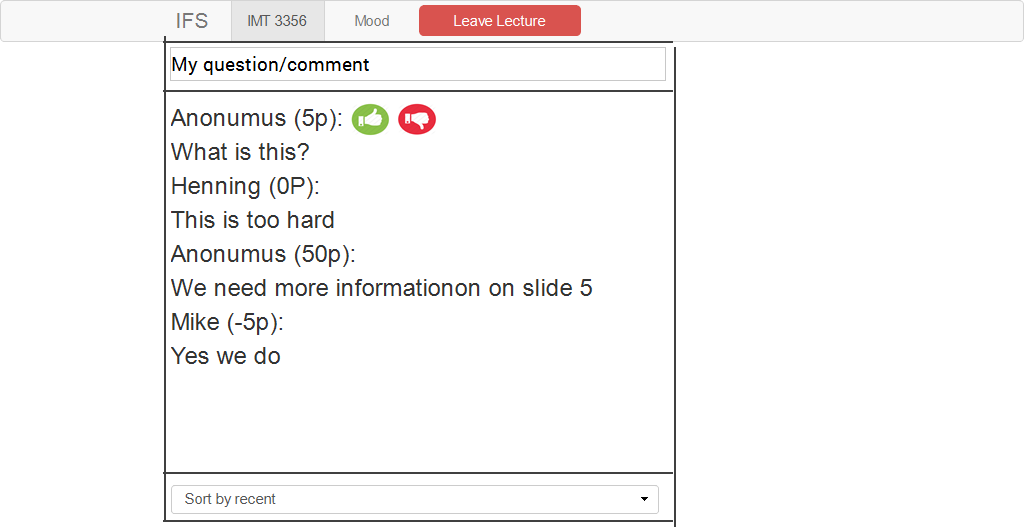 IFS IMT 3356 Mood Leave Lecture
My question/comment
Anonumus (5p):
What is this?
Henning (0P):
This is too hard
Anonumus (50p):
We need more informationon on slide 5
Mike (-5p):
Yes we do
Sort by recent